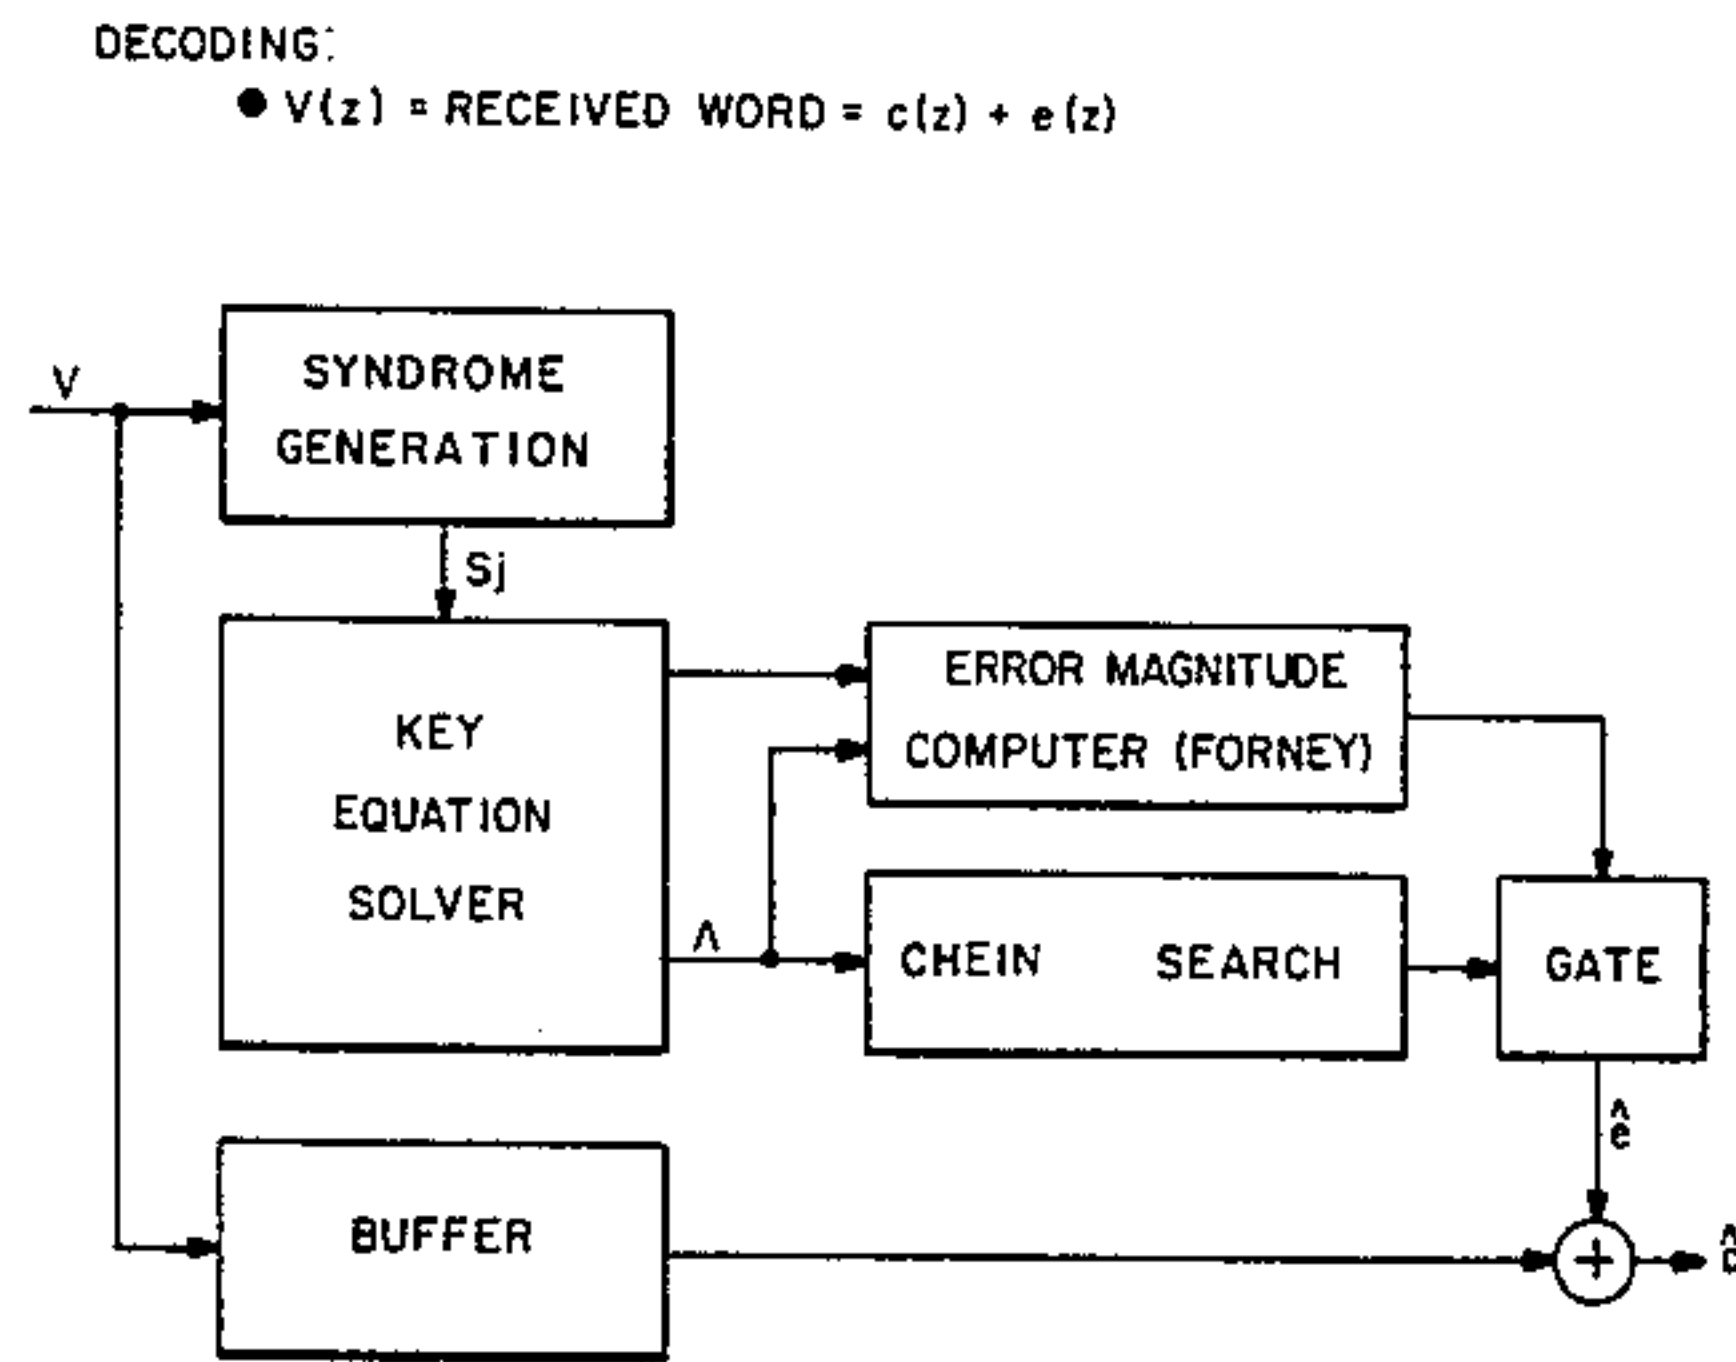 DECODING:
● V(z) = RECEIVED WORD = c(z) + e(z)
V
SYNDROME
GENERATION
Sj
KEY
EQUATION
SOLVER
ERROR MAGNITUDE
COMPUTER (FORNEY)
Λ
CHEIN SEARCH
GATE
ê
BUFFER
+